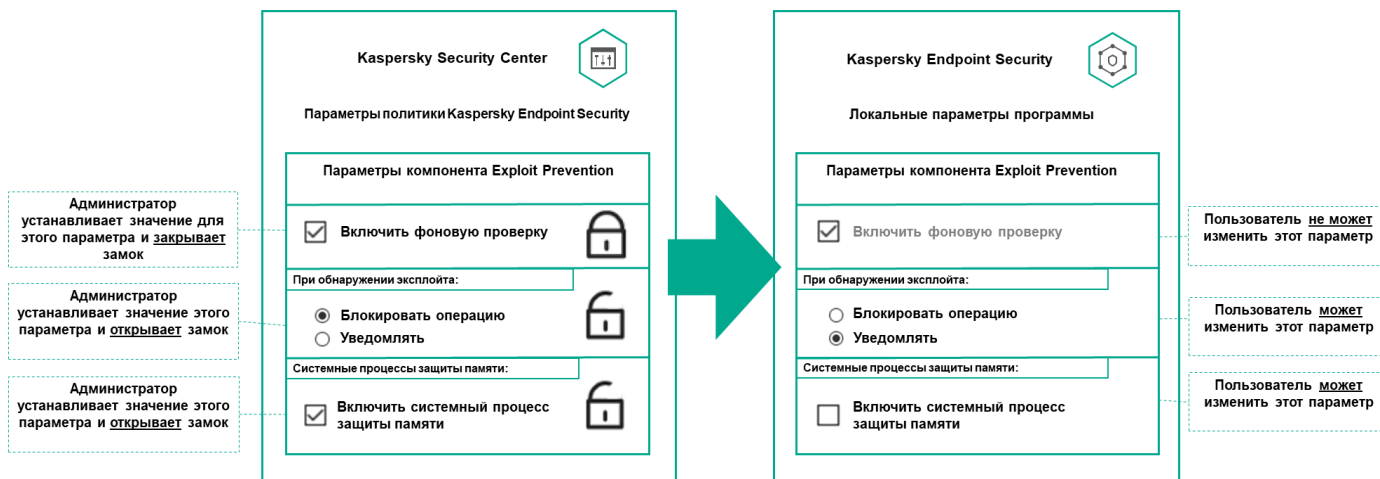 Kaspersky Security Center
Параметры политики Kaspersky Endpoint Security
Параметры компонента Exploit Prevention
Администратор
устанавливает значение для
этого параметра и закрывает
замок
Включить фоновую проверку
При обнаружении эксплойта:
Администратор
устанавливает значение этого
параметра и открывает замок
Блокировать операцию
Уведомлять
Системные процессы защиты памяти:
Администратор
устанавливает значение этого
параметра и открывает замок
Включить системный процесс
защиты памяти
Kaspersky Endpoint Security
Локальные параметры программы
Параметры компонента Exploit Prevention
Включить фоновую проверку
Пользователь не может
изменить этот параметр
При обнаружении эксплойта:
Блокировать операцию
Уведомлять
Пользователь может
изменить этот параметр
Системные процессы защиты памяти:
Включить системный процесс
защиты памяти
Пользователь может
изменить этот параметр